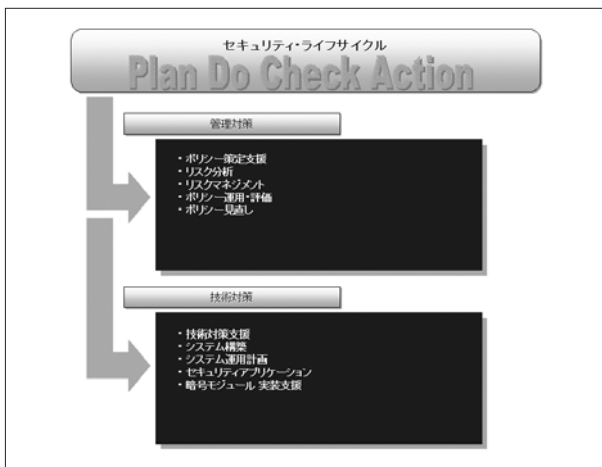 セキュリティ・ライフサイクル
Plan Do Check Action
管理対策
・ポリシー策定支援
・リスク分析
・リスクマネジメント
・ポリシー運用・評価
・ポリシー見直し
技術対策
・技術対策支援
・システム構築
・システム運用計画
・セキュリティアプリケーション
・暗号モジュール 実装支援